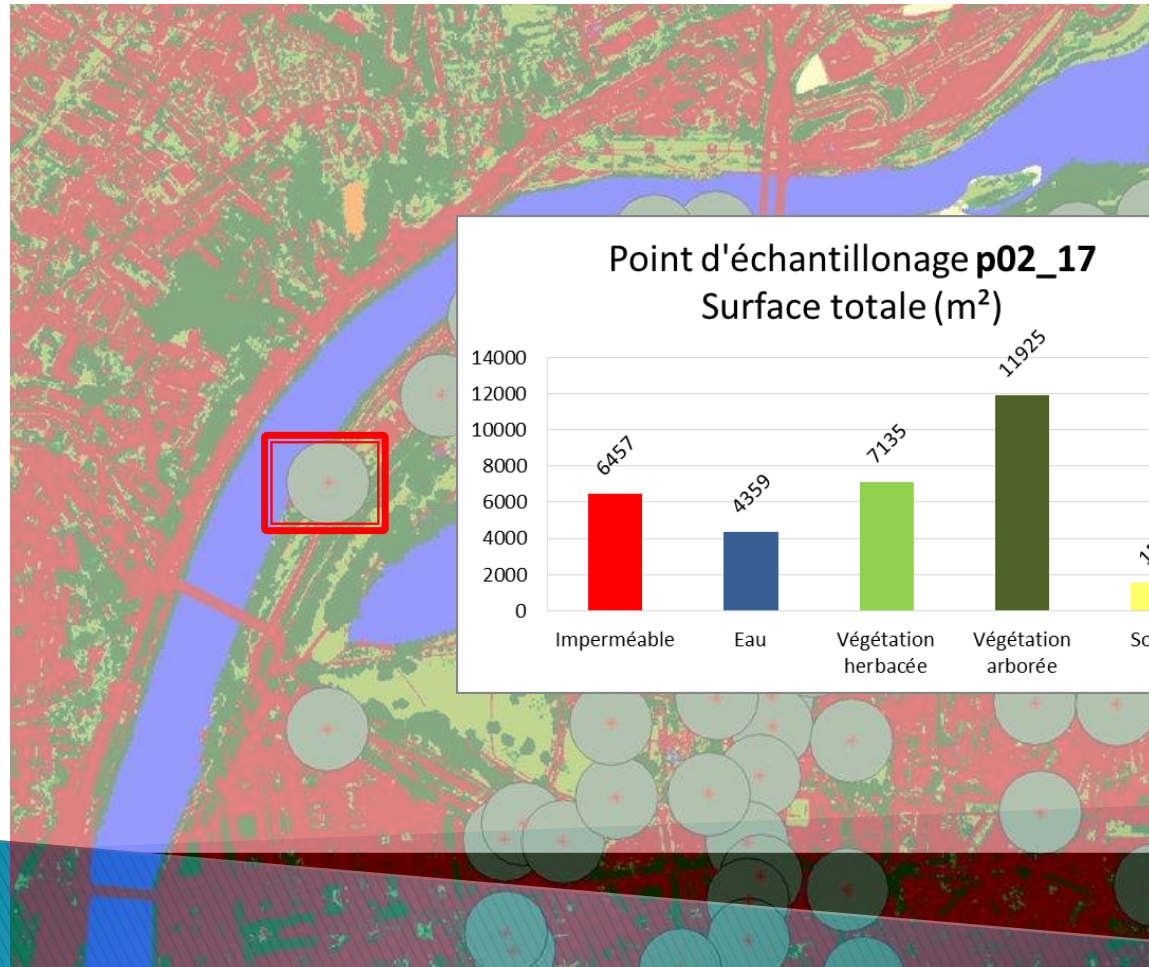 Point d'échantillonage p02_17
Surface totale (m²)
14000
12000
10000
8000
6000
4000
2000
0
6457
4359
7135
11925
Imperméable
Eau
Végétation
herbacée
Végétation
arborée